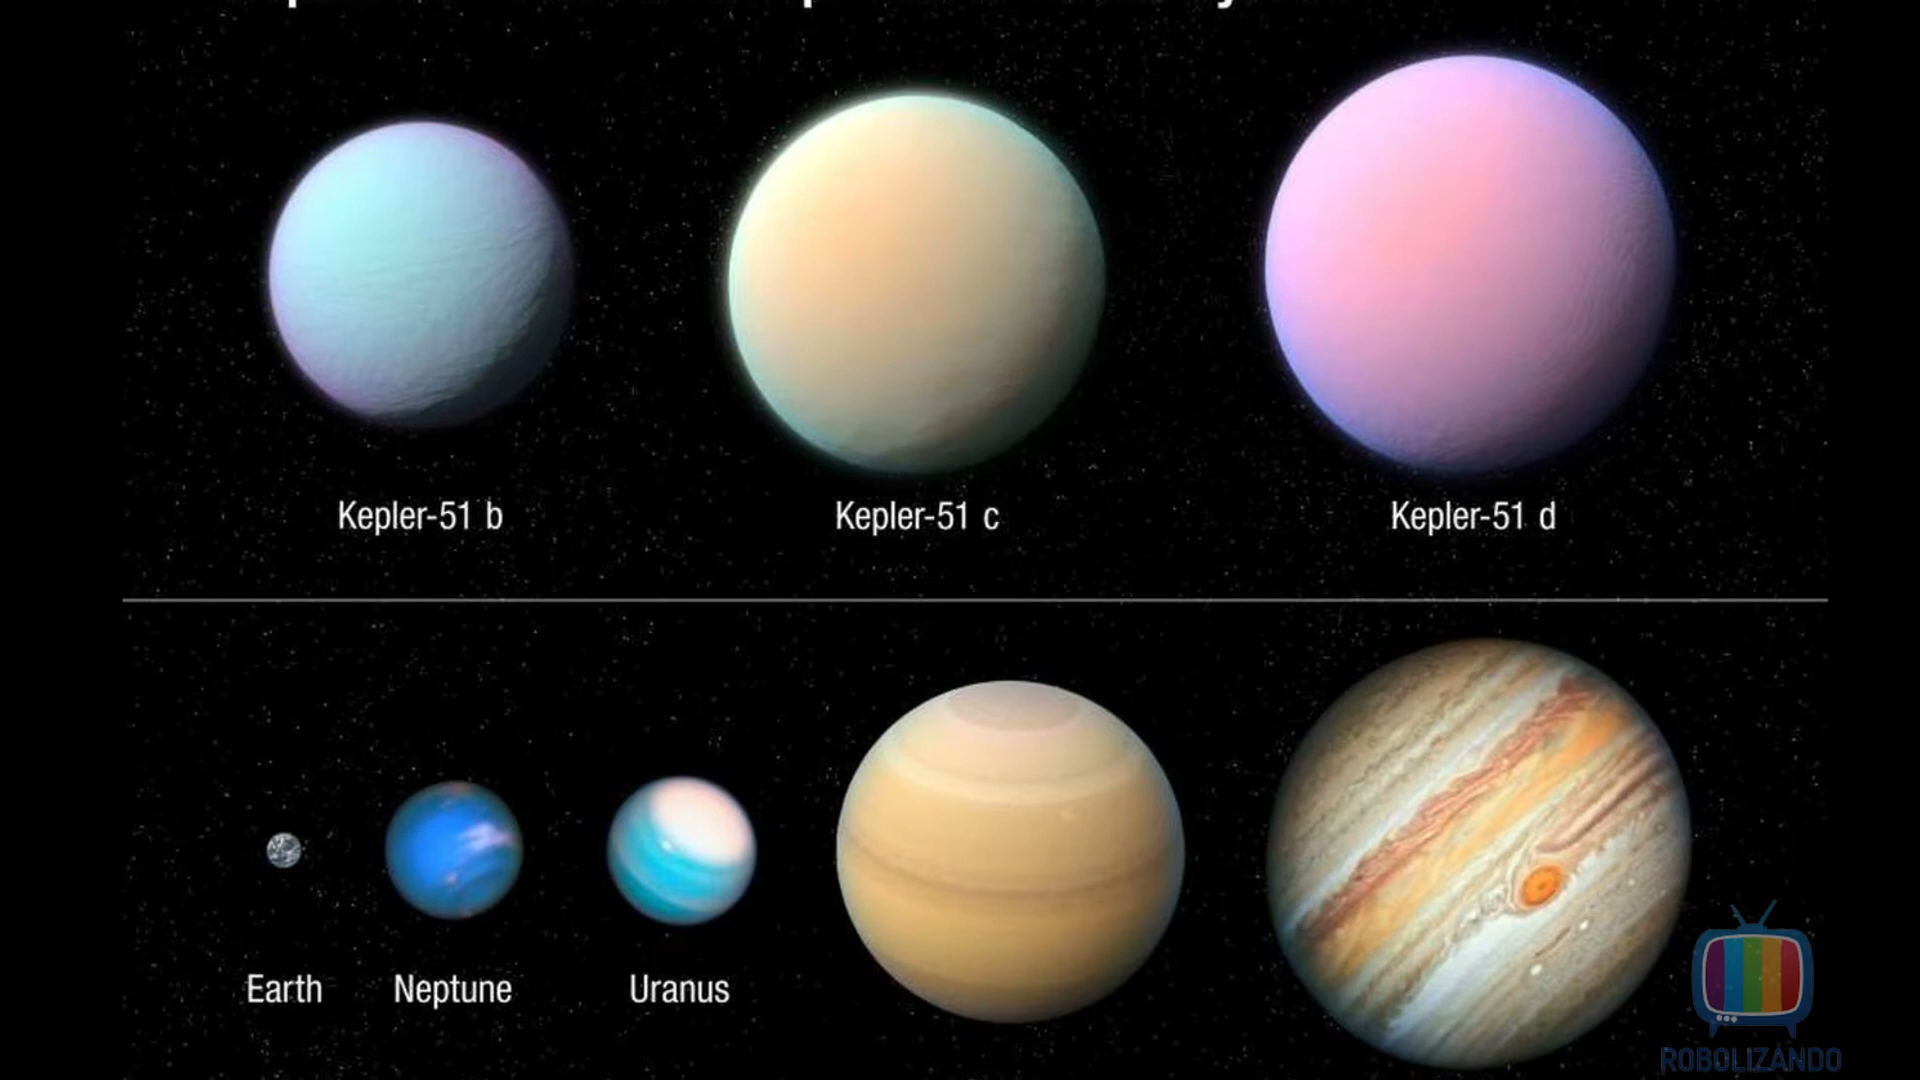 Kepler-51 b
Kepler-51 c
Kepler-51 d
Earth
Neptune
Uranus
ROBOLIZANDO